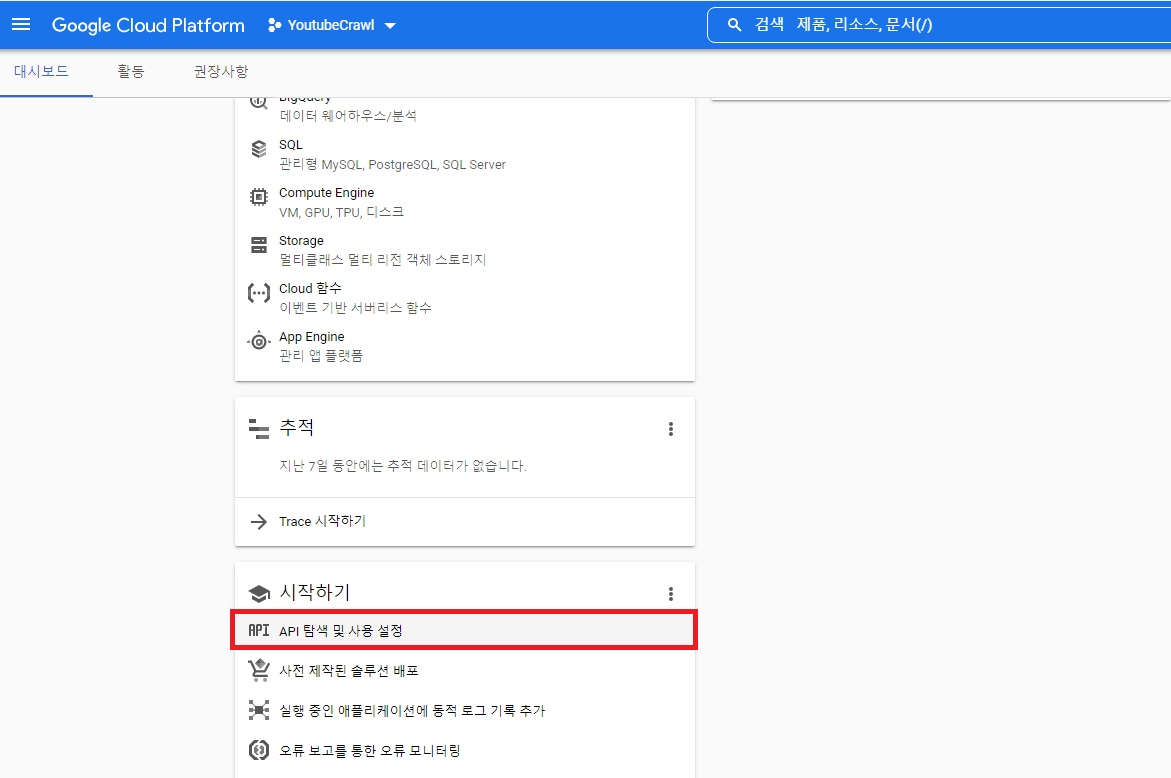 Google Cloud Platform YoutubeCrawl 검색 제품, 리소스, 문서(/)
대시보드 활동 권장사항
BigQuery
데이터 웨어하우스/분석
SQL
관리형 MySQL, PostgreSQL, SQL Server
Compute Engine
VM, GPU, TPU, 디스크
Storage
멀티클래스 멀티 리전 객체 스토리지
Cloud 함수
이벤트 기반 서버리스 함수
App Engine
관리 앱 플랫폼
추적
지난 7일 동안에는 추적 데이터가 없습니다.
Trace 시작하기
시작하기
API API 탐색 및 사용 설정
사전 제작된 솔루션 배포
실행 중인 애플리케이션에 동적 로그 기록 추가
오류 보고를 통한 오류 모니터링